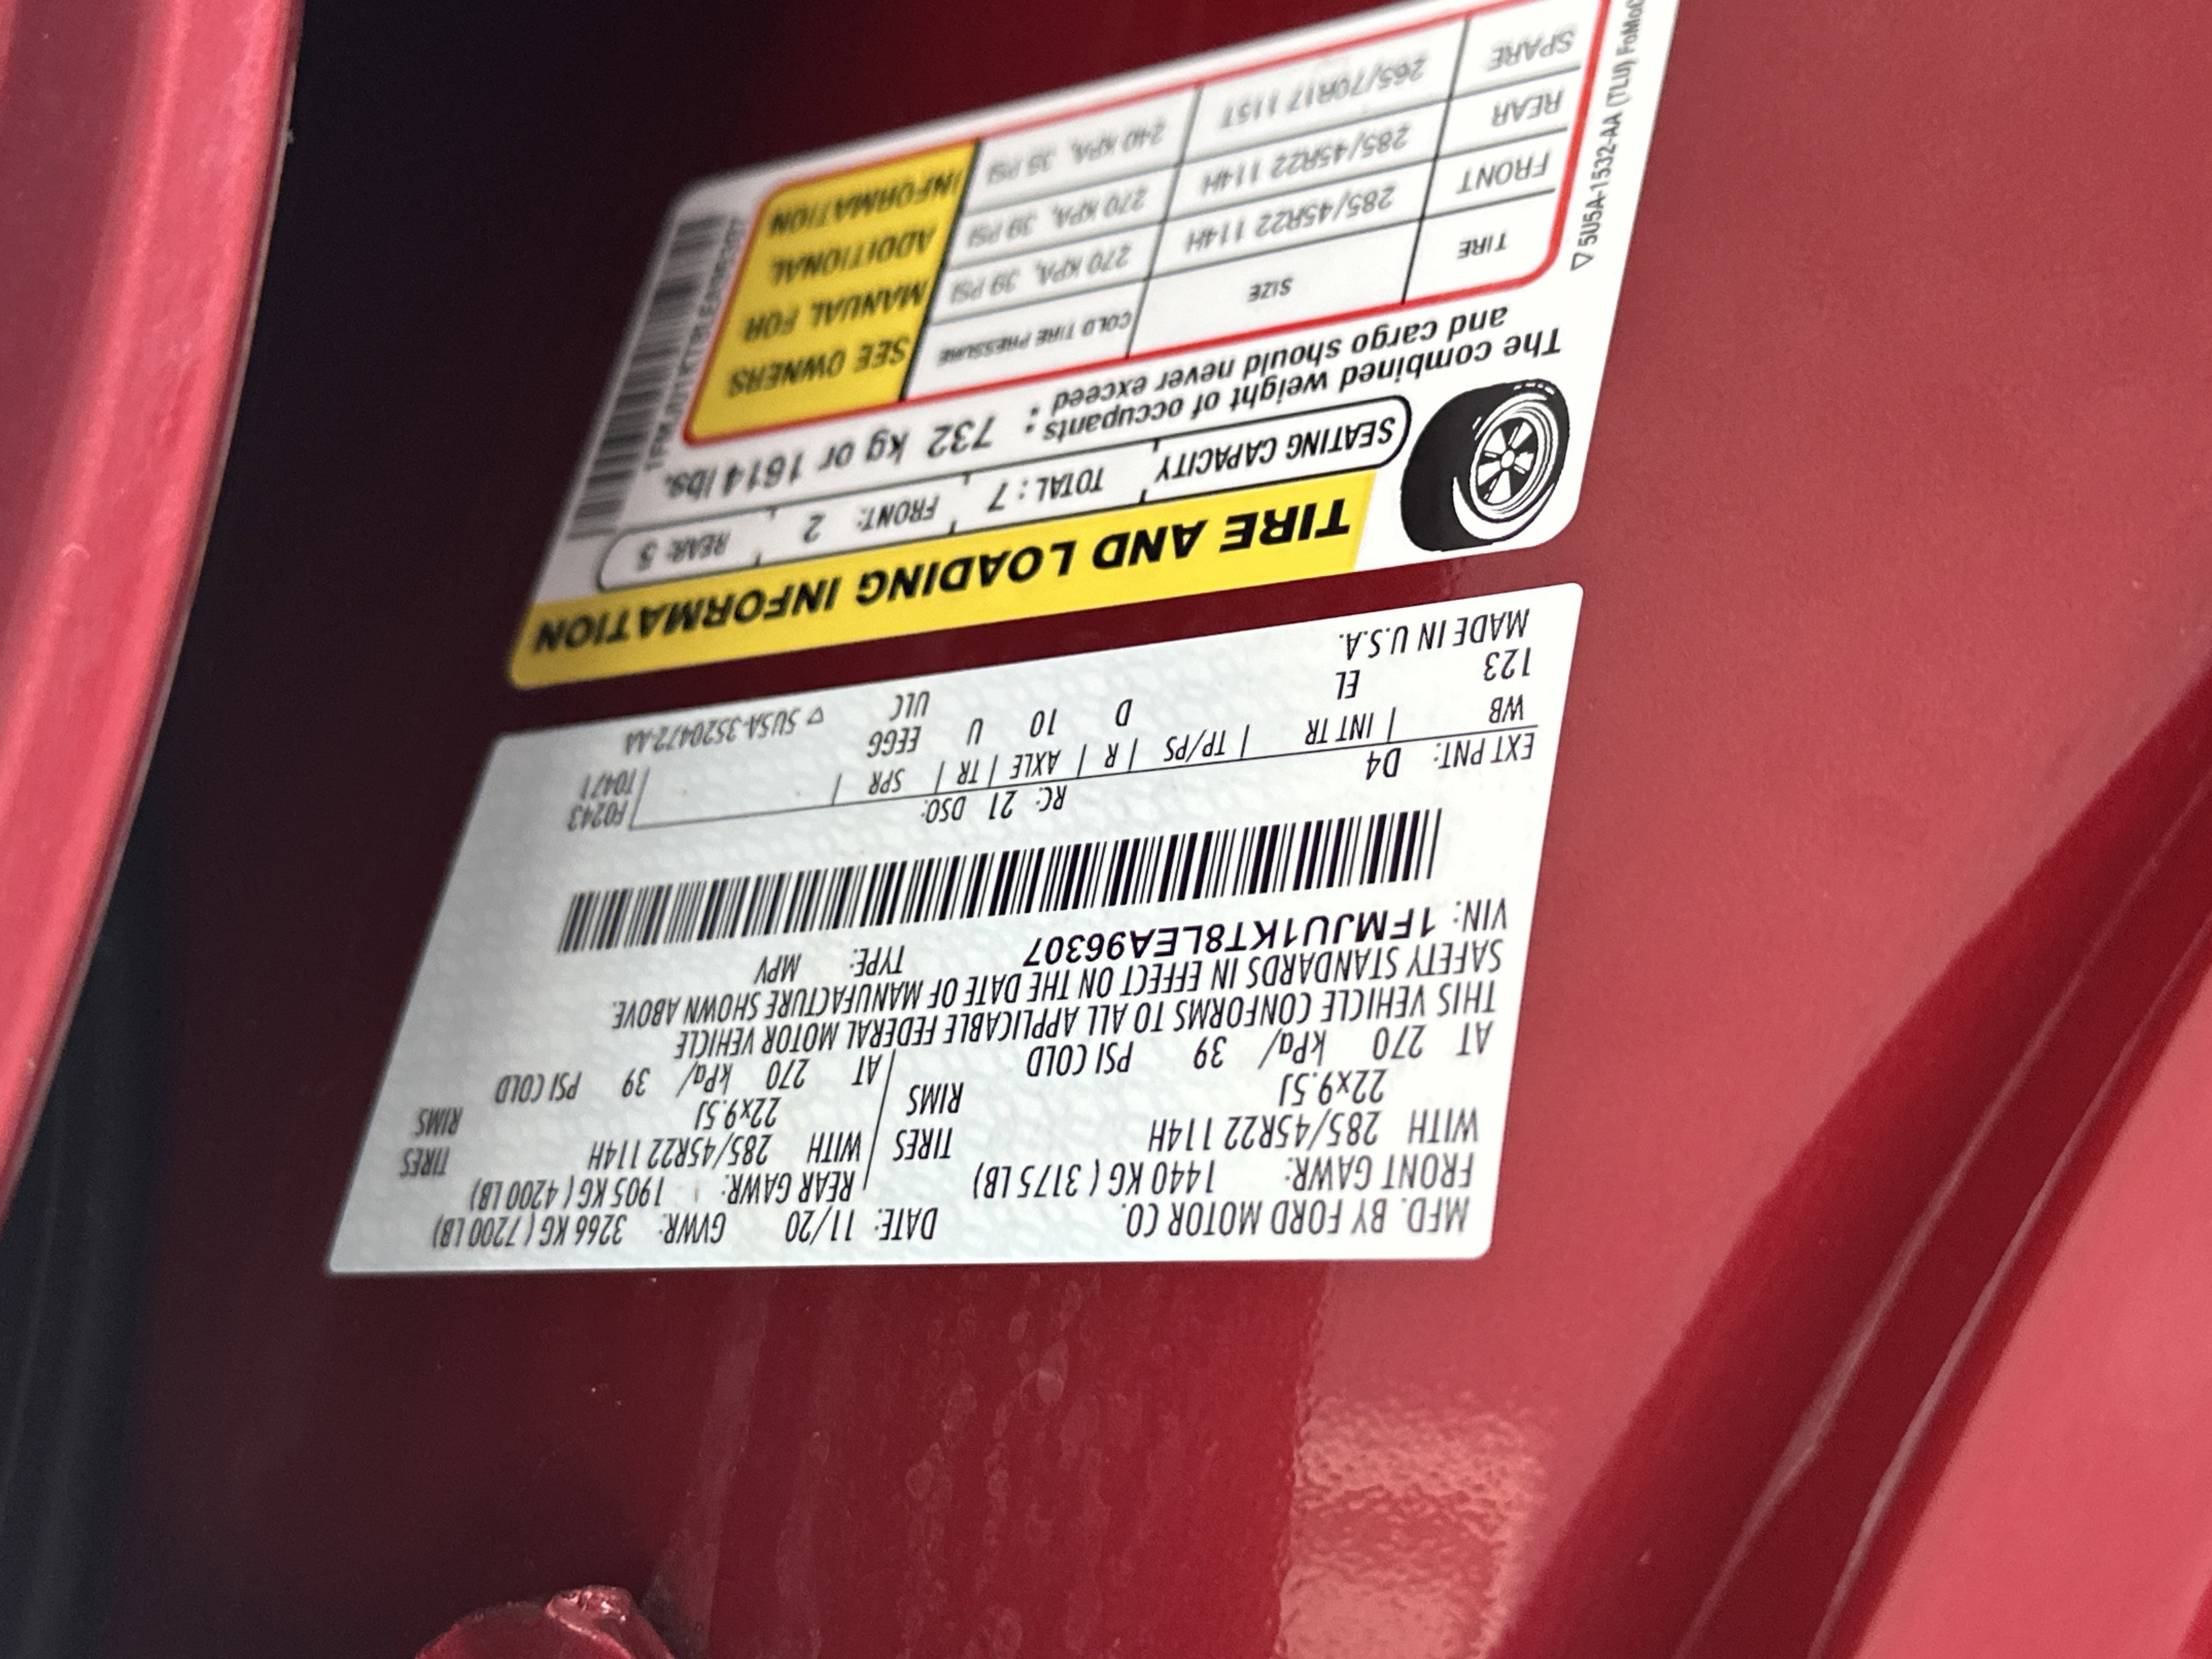 MFD. BY FORD MOTOR CO. DATE: 11/20 GVWR: 3266 KG ( 7200 LB)
FRONT GAWR: 1440 KG ( 3175 LB) REAR GAWR: 1905 KG ( 4200 LB)
WITH 285/45R22 114H TIRES WITH 285/45R22 114H TIRES
22x9.5J RIMS 22x9.5J RIMS
AT 270 kPa/ 39 PSI COLD AT 270 kPa/ 39 PSI COLD
THIS VEHICLE CONFORMS TO ALL APPLICABLE FEDERAL MOTOR VEHICLE
SAFETY STANDARDS IN EFFECT ON THE DATE OF MANUFACTURE SHOWN ABOVE.
VIN: 1FMJU1KT8LEA96307 TYPE: MPV
EXT PNT: D4 RC: 21 DSO: F0243
WB | INT TR | TP/PS | R | AXLE | TR | SPR | T0471
123 EL D 10 U EEGG
MADE IN U.S.A. ULC ▽ 5USA-3520472-AA
TIRE AND LOADING INFORMATION
SEATING CAPACITY TOTAL : 7 FRONT: 2 REAR: 5
The combined weight of occupants : 732 kg or 1614 lbs.
and cargo should never exceed :
TIRE SIZE COLD TIRE PRESSURE SEE OWNERS
FRONT 285/45R22 114H 270 KPA, 39 PSI MANUAL FOR
REAR 285/45R22 114H 270 KPA, 39 PSI ADDITIONAL
SPARE 265/70R17 115T 240 KPA, 35 PSI INFORMATION
▽ 5U5A-1532-AA (TLU) FoMoC